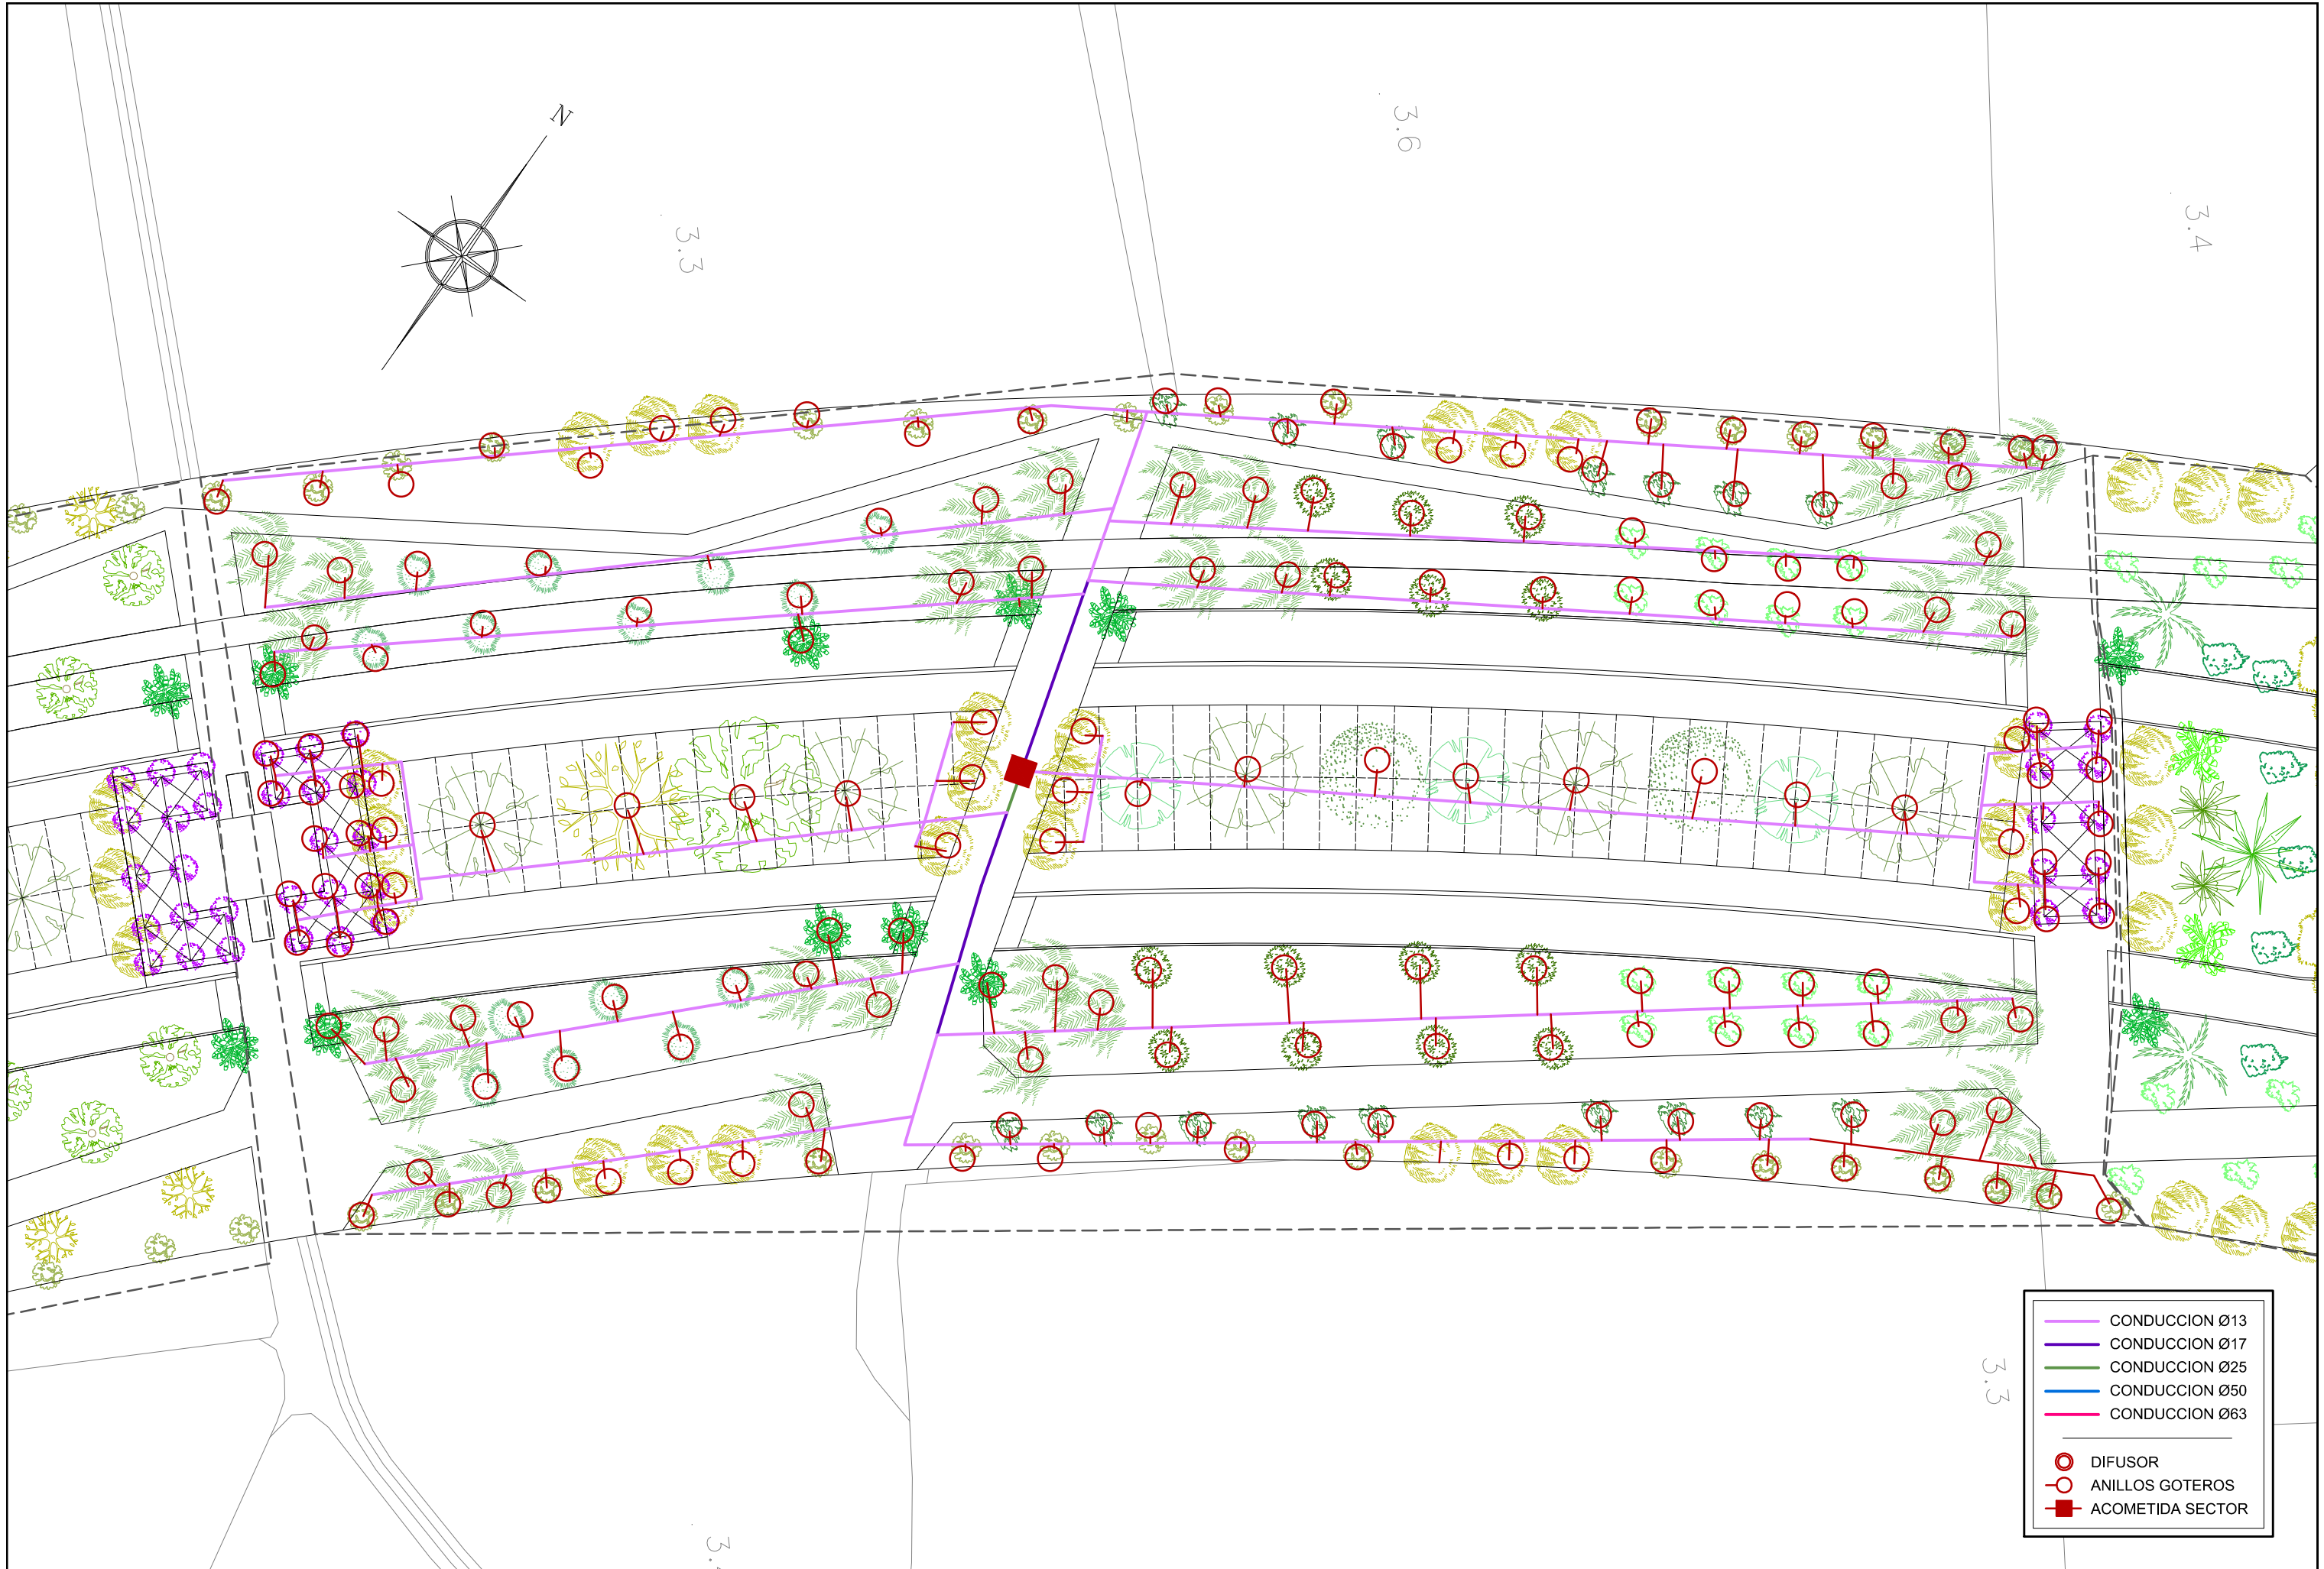 N
3.6
3.3
3.4
3.3
CONDUCCION Ø13
CONDUCCION Ø17
CONDUCCION Ø25
CONDUCCION Ø50
CONDUCCION Ø63
DIFUSOR
ANILLOS GOTEROS
ACOMETIDA SECTOR